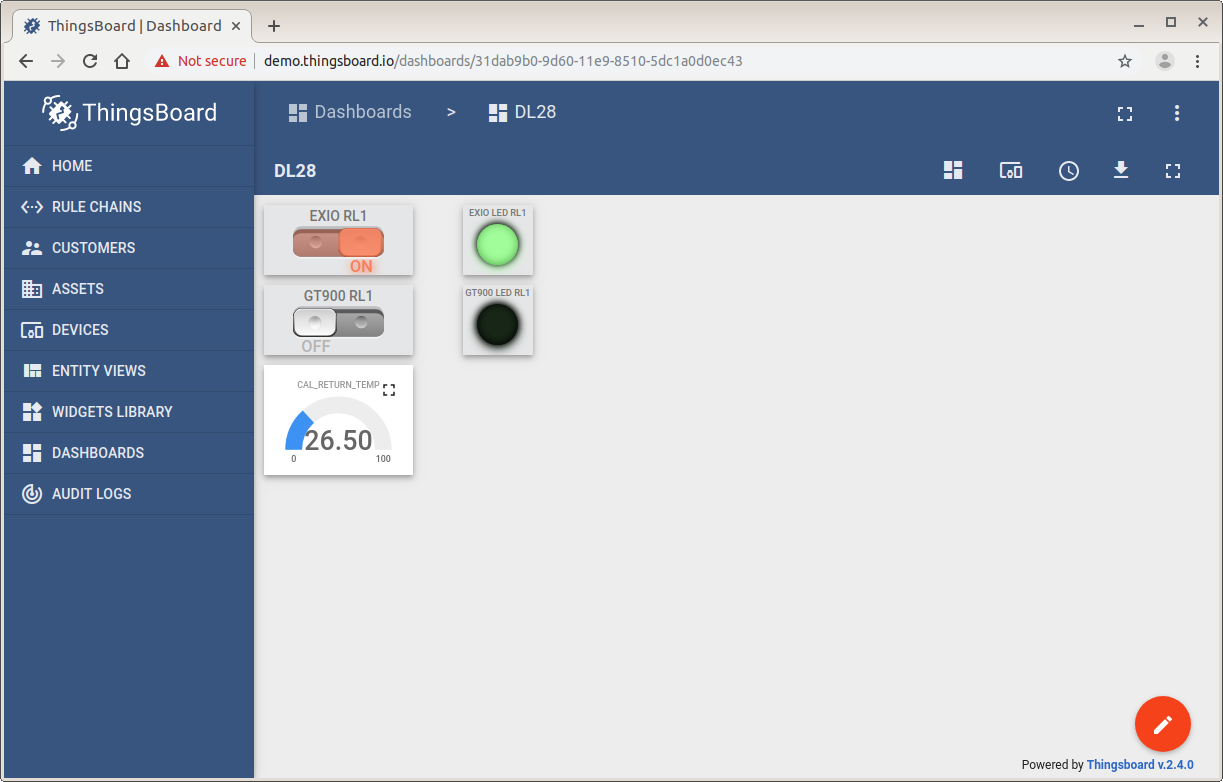 ThingsBoard | Dashboard
Not secure demo.thingsboard.io/dashboards/31dab9b0-9d60-11e9-8510-5dc1a0d0ec43
ThingsBoard
Dashboards > DL28
HOME
RULE CHAINS
CUSTOMERS
ASSETS
DEVICES
ENTITY VIEWS
WIDGETS LIBRARY
DASHBOARDS
AUDIT LOGS
DL28
EXIO RL1
ON
EXIO LED RL1
GT900 RL1
OFF
GT900 LED RL1
CAL_RETURN_TEMP
26.50
0 100
Powered by Thingsboard v.2.4.0